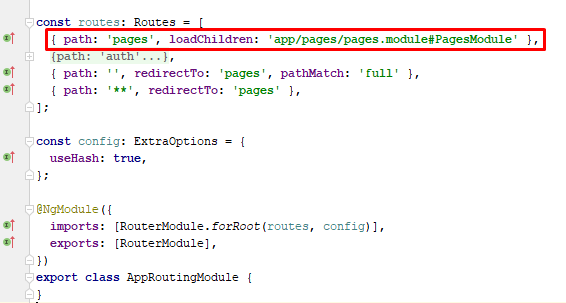 const routes: Routes = [
{ path: 'pages', loadChildren: 'app/pages/pages.module#PagesModule' },
{path: 'auth'...},
{ path: '', redirectTo: 'pages', pathMatch: 'full' },
{ path: '**', redirectTo: 'pages' },
];
const config: ExtraOptions = {
useHash: true,
};
@NgModule({
imports: [RouterModule.forRoot(routes, config)],
exports: [RouterModule],
})
export class AppRoutingModule {
}